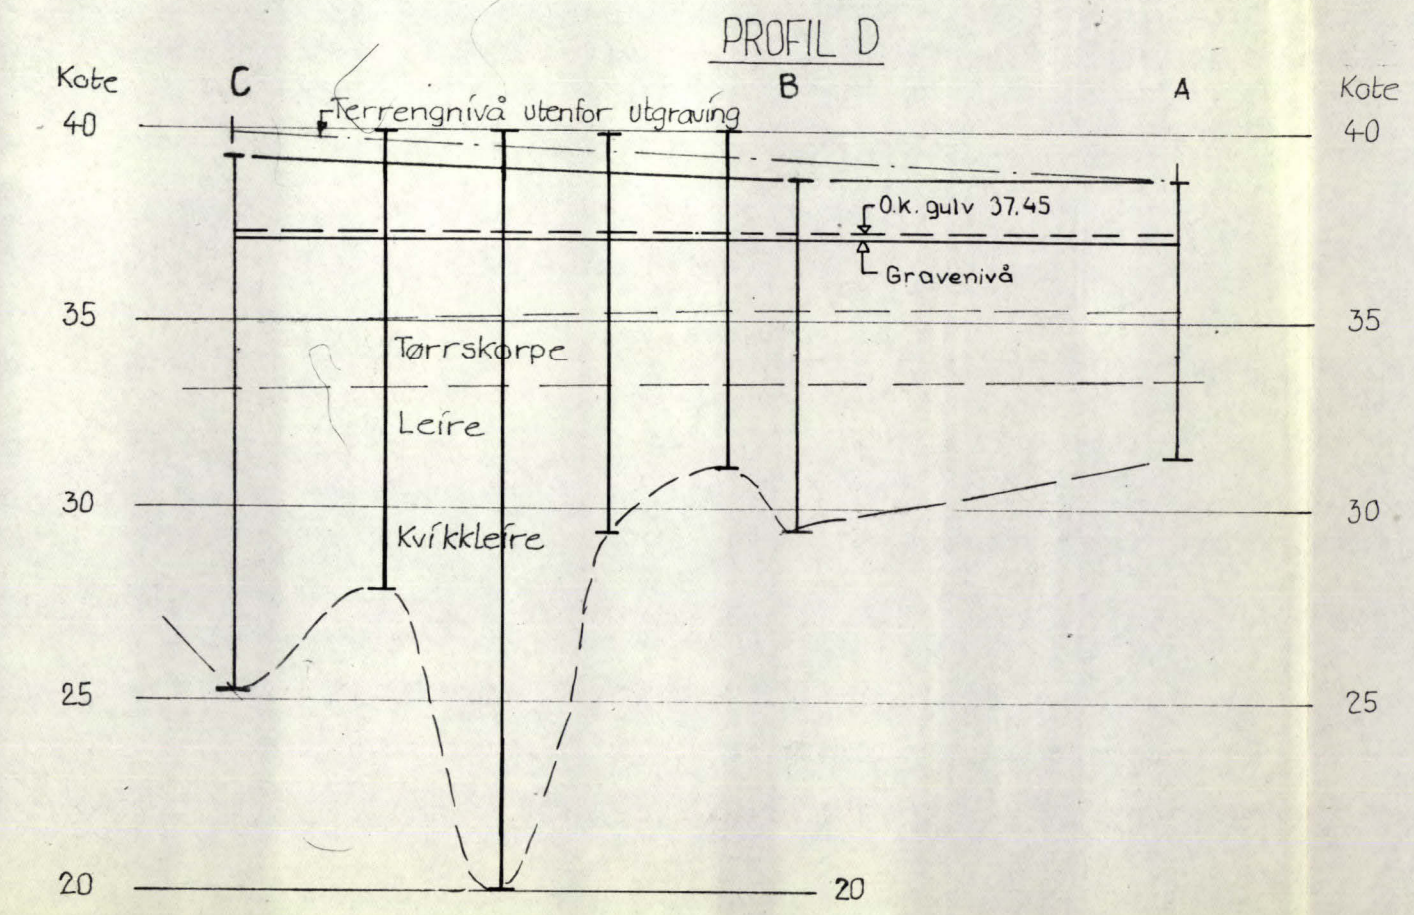 PROFIL D
Kote C B A Kote
Terrengnivå utenfor utgraving
40 40
O.k. gulv 37.45
Gravenivå
35 35
Tørrskorpe
Leire
30 30
Kvikkleire
25 25
20 20